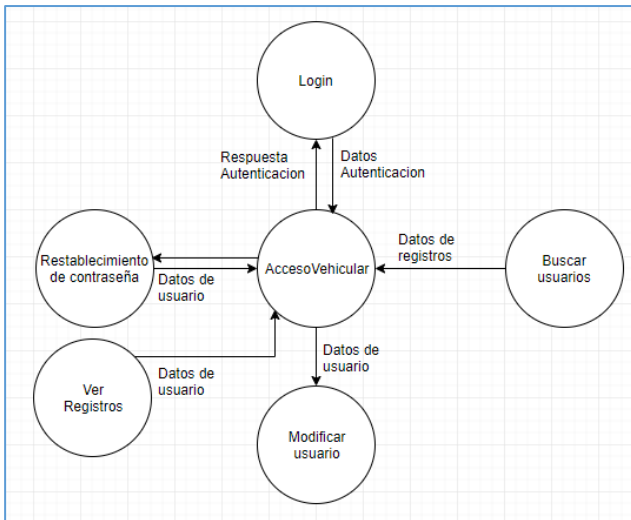 Login
Respuesta
Autenticacion
Datos
Autenticacion
Restablecimiento
de contraseña
Datos de
usuario
AccesoVehicular
Datos de
registros
Buscar
usuarios
Ver
Registros
Datos de
usuario
Datos de
usuario
Modificar
usuario